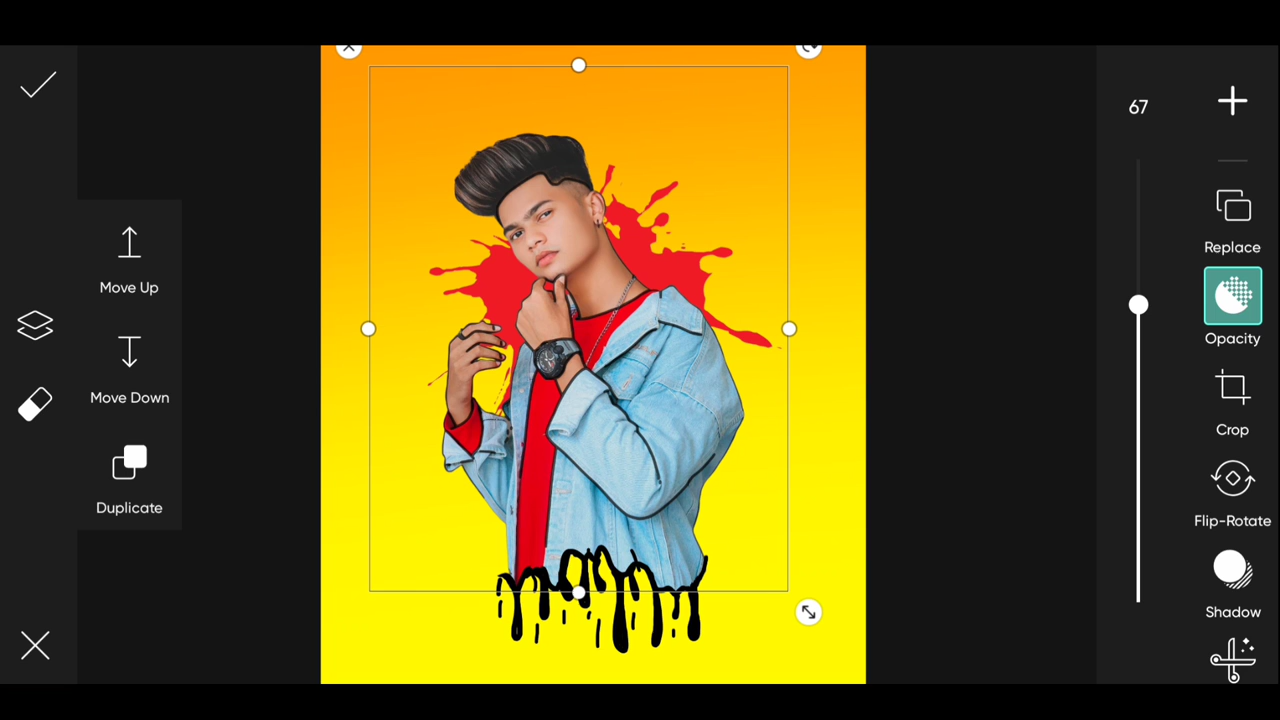 67
Replace
Opacity
Crop
Flip-Rotate
Shadow
Move Up
Move Down
Duplicate